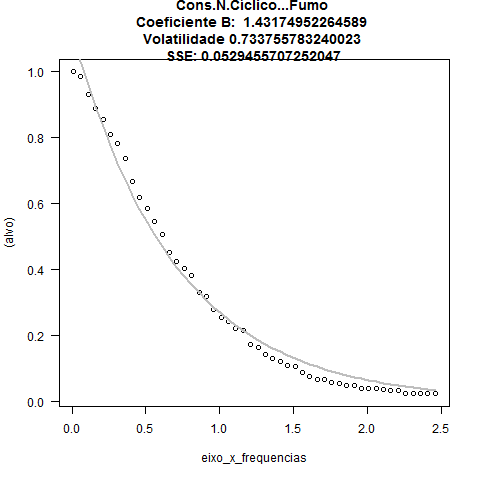 Cons.N.Ciclico...Fumo
Coeficiente B:  1.43174952264589
Volatilidade 0.733755783240023
SSE: 0.0529455707252047
1.0
0.8
0.6
0.4
0.2
0.0
(alvo)
0.0 0.5 1.0 1.5 2.0 2.5
eixo_x_frequencias